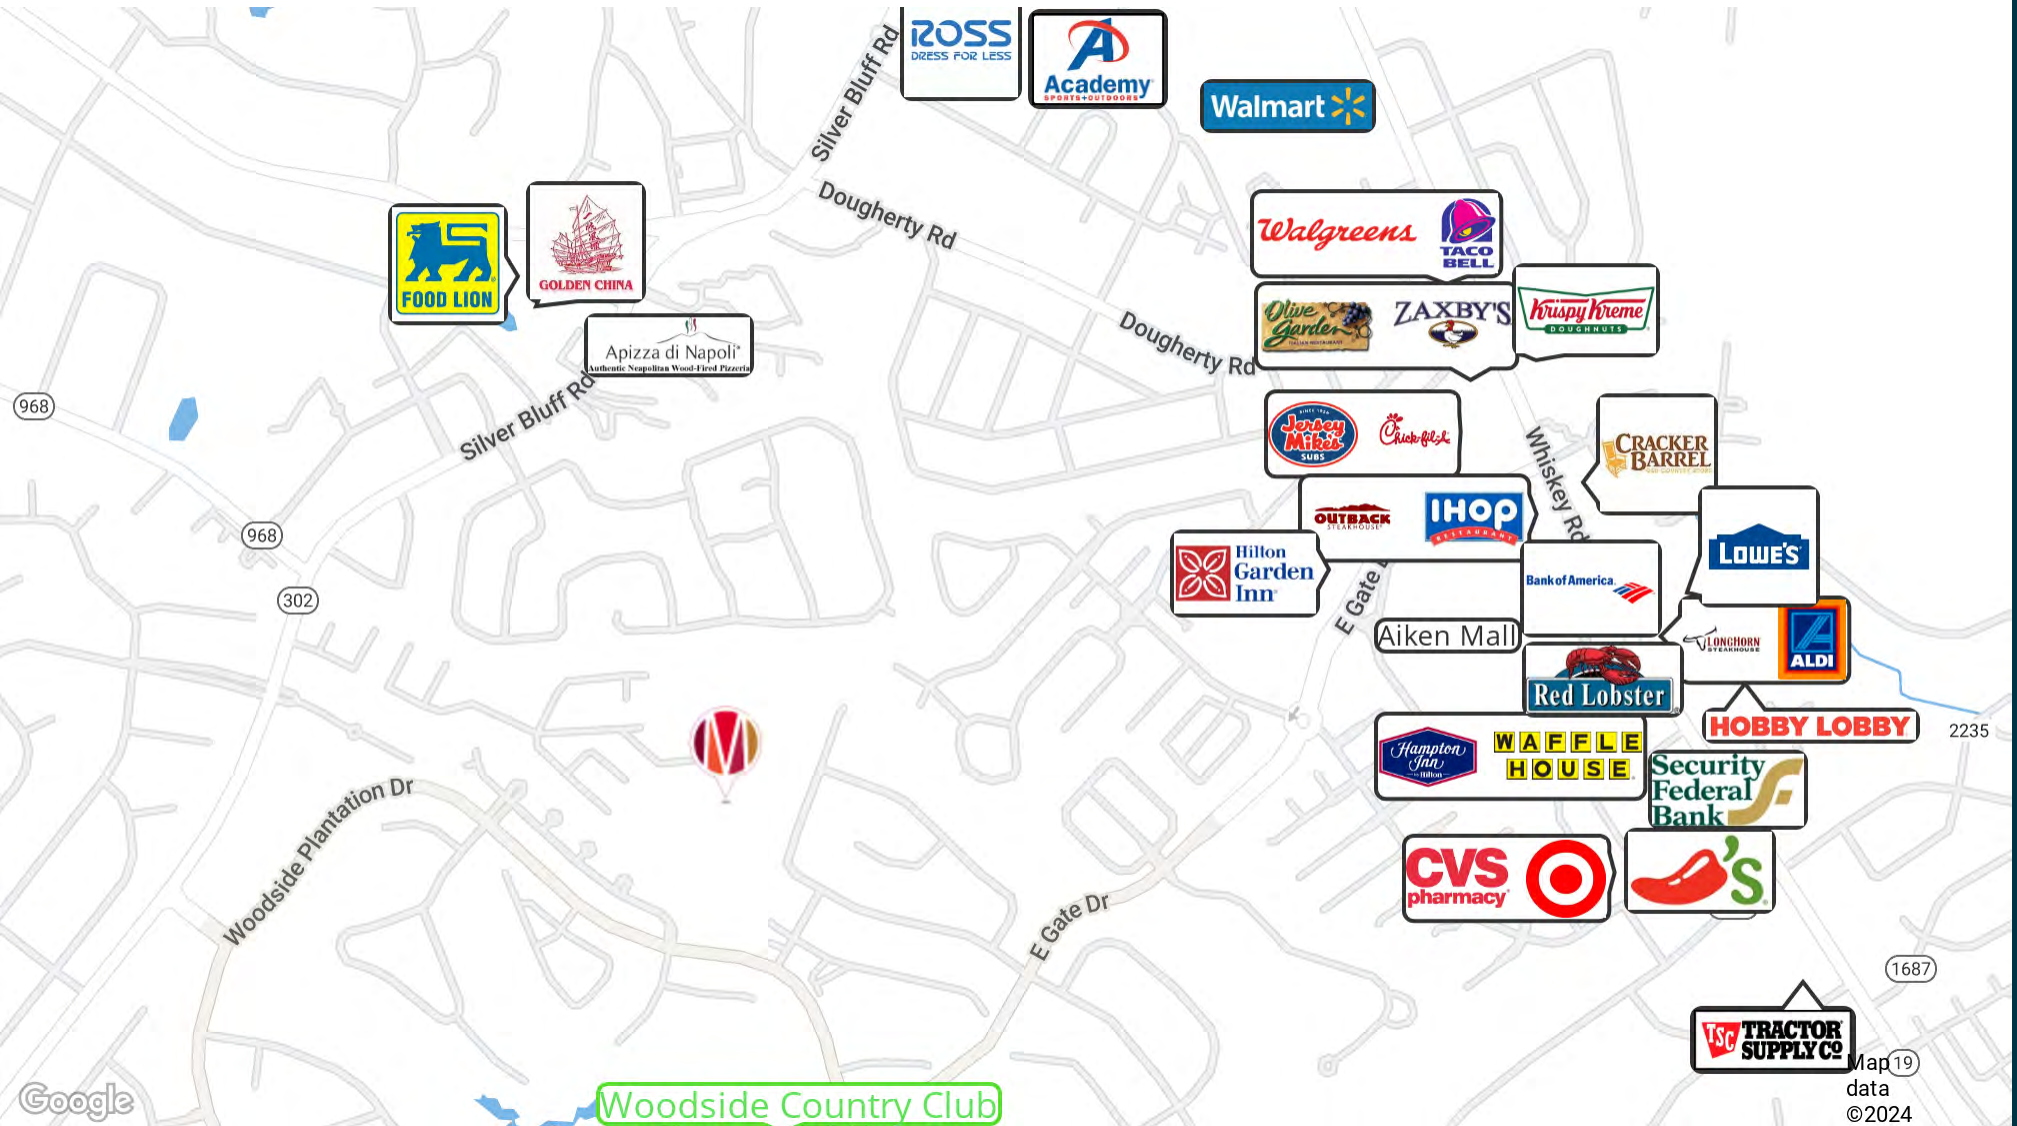 ROSS
DRESS FOR LESS
Academy
SPORTS+OUTDOORS
Walmart
Silver Bluff Rd
Dougherty Rd
Walgreens
TACO
BELL
FOOD LION
GOLDEN CHINA
Olive
Garden
ITALIAN RESTAURANT
ZAXBY'S
Krispy Kreme
DOUGHNUTS
Dougherty Rd
Apizza di Napoli
Authentic Neapolitan Wood-Fired Pizzeria
Silver Bluff Rd
968
Jersey
Mike's
SUBS
Chick-fil-A
Whiskey Rd
CRACKER
BARREL
OUTBACK
STEAKHOUSE
IHOP
RESTAURANT
968
Hilton
Garden
Inn
LOWE'S
Bank of America.
302
E Gate
Aiken Mall
LONGHORN
STEAKHOUSE
ALDI
Red Lobster
HOBBY LOBBY
2235
M
Hampton
Inn
by Hilton
WAFFLE
HOUSE
Security
Federal
Bank
Woodside Plantation Dr
CVS
pharmacy
'S
E Gate Dr
1687
TSC
TRACTOR
SUPPLY CO
19
Map
data
©2024
Google
Woodside Country Club